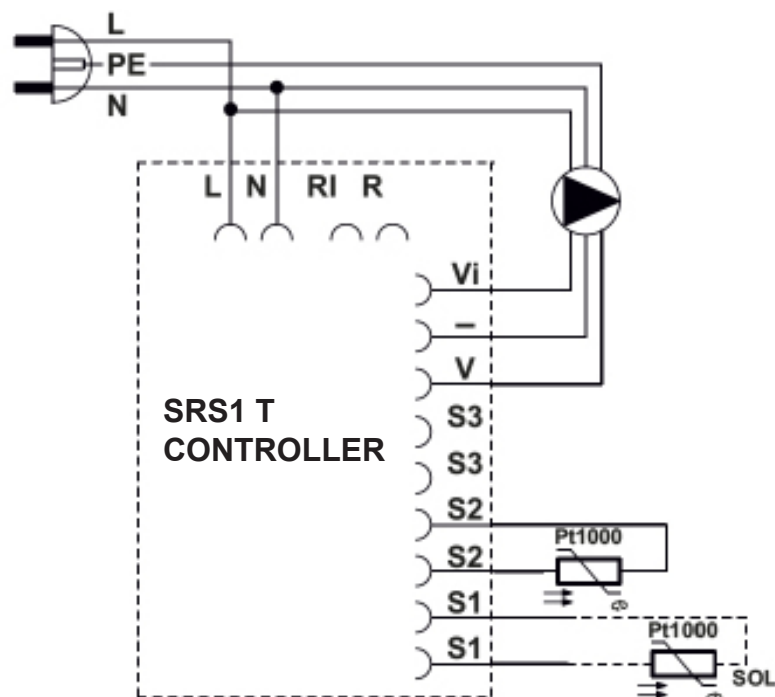 L
PE
N
L N RI R
Vi
–
V
SRS1 T
CONTROLLER
S3
S3
S2
Pt1000
S2
S1
Pt1000
S1
SOL